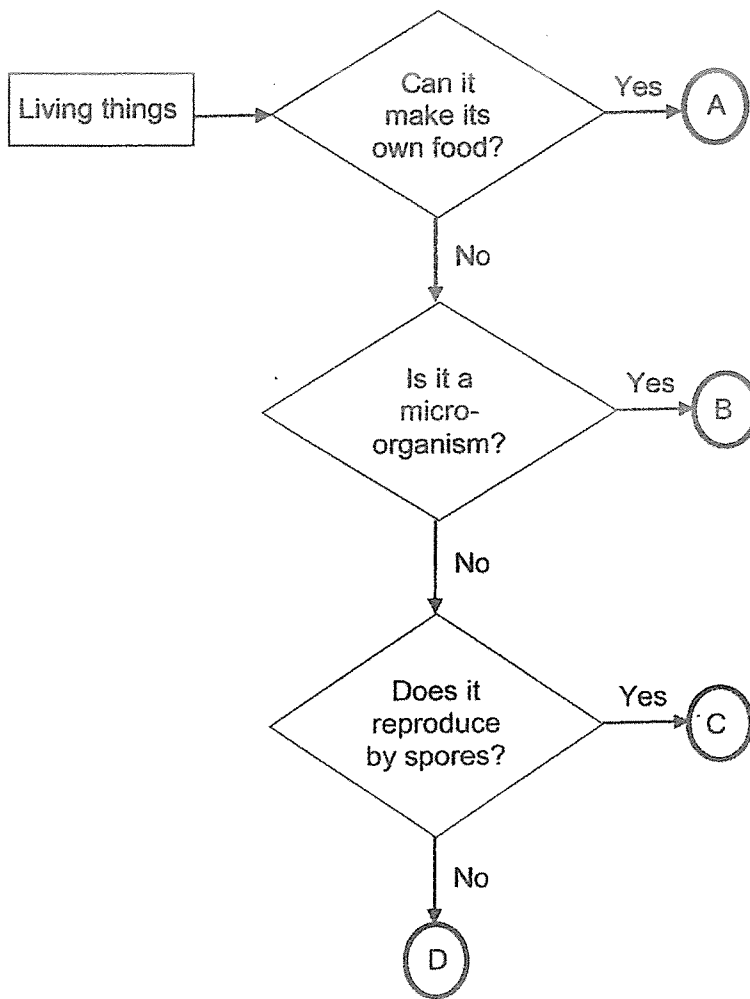 Living things
Can it
make its
own food?
Yes
A
No
Is it a
micro-
organism?
Yes
B
No
Does it
reproduce
by spores?
Yes
C
No
D